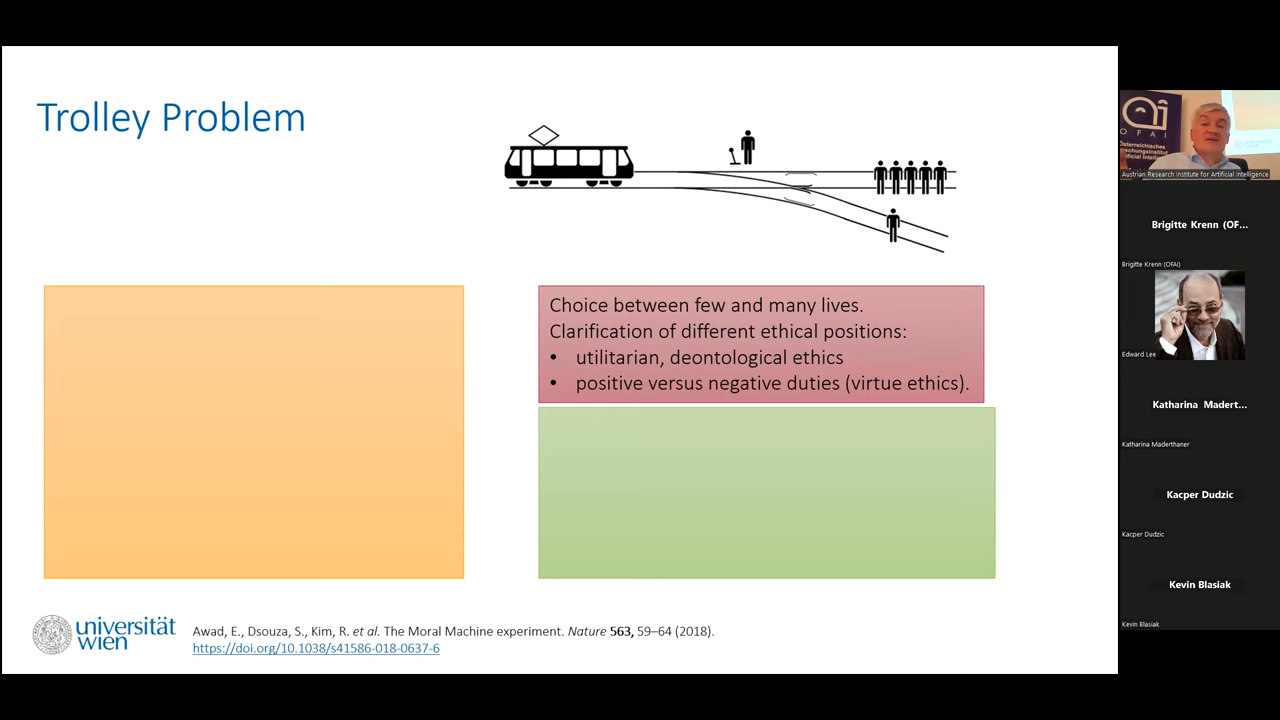 Trolley Problem
Choice between few and many lives.
Clarification of different ethical positions:
• utilitarian, deontological ethics
• positive versus negative duties (virtue ethics).
universität
wien
Awad, E., Dsouza, S., Kim, R. et al. The Moral Machine experiment. Nature 563, 59–64 (2018).
https://doi.org/10.1038/s41586-018-0637-6
OFAI
Austrian Research Institute for Artificial Intelligence
Brigitte Krenn (OF...
Brigitte Krenn (OFAI)
Edward Lee
Katharina Madert...
Katharina Maderthaner
Kacper Dudzic
Kacper Dudzic
Kevin Blasiak
Kevin Blasiak